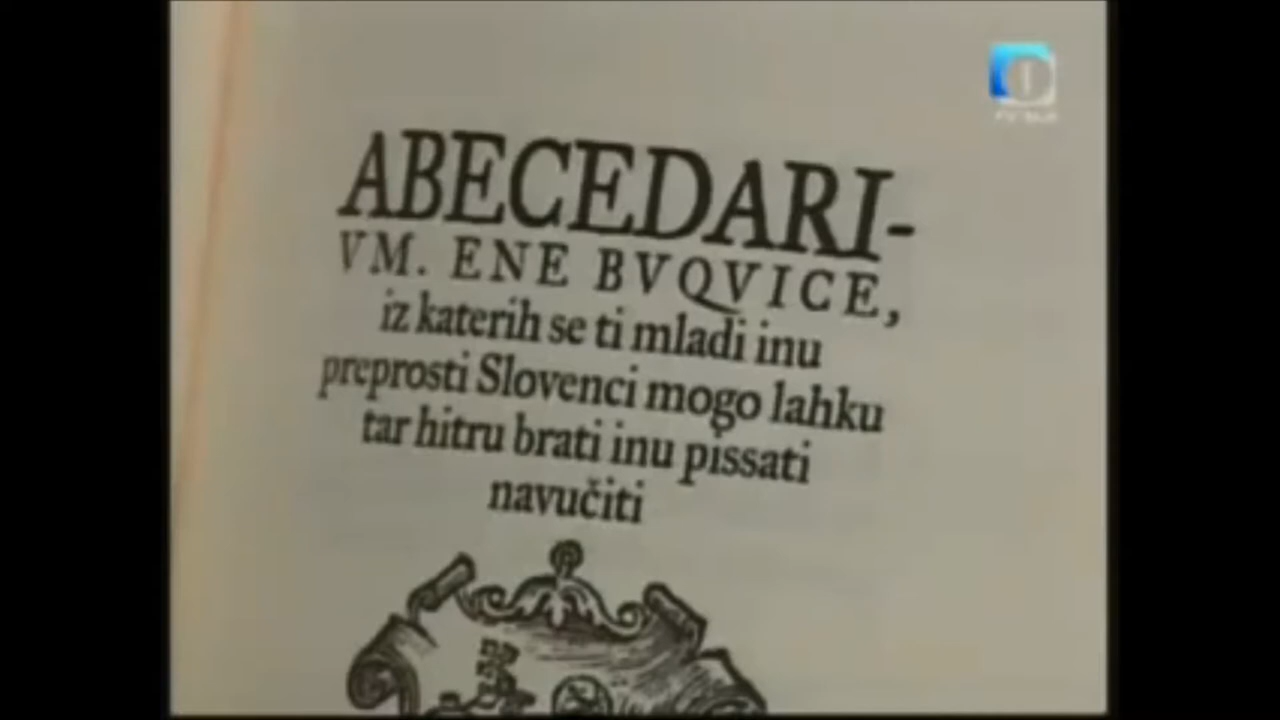 ABECEDARI-
VM. ENE BVQVICE,
iz katerih se ti mladi inu
preprosti Slovenci mogo lahku
tar hitru brati inu pissati
navučiti